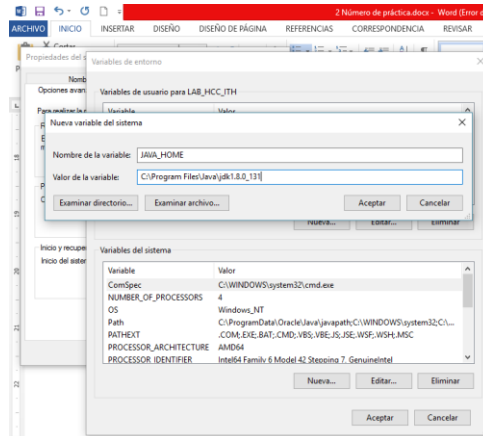 2 Número de práctica.docx - Word (Error d
ARCHIVO INICIO INSERTAR DISEÑO DISEÑO DE PÁGINA REFERENCIAS CORRESPONDENCIA REVISAR
Cortar
Propiedades del s
Variables de entorno
Nomb
Opciones avan
Variables de usuario para LAB_HCC_ITH
Para realizar la
Variable Valor
Nueva variable del sistema
Nombre de la variable: JAVA_HOME
Valor de la variable: C:\Program Files\Java\jdk1.8.0_131
Examinar directorio... Examinar archivo... Aceptar Cancelar
Nueva... Editar... Eliminar
Inicio y recupe
Inicio del sister
Variables del sistema
Variable Valor
ComSpec C:\WINDOWS\system32\cmd.exe
NUMBER_OF_PROCESSORS 4
OS Windows_NT
Path C:\ProgramData\Oracle\Java\javapath;C:\WINDOWS\system32;C:\...
PATHEXT .COM;.EXE;.BAT;.CMD;.VBS;.VBE;.JS;.JSE;.WSF;.WSH;.MSC
PROCESSOR_ARCHITECTURE AMD64
PROCESSOR_IDENTIFIER Intel64 Family 6 Model 42 Stepping 7, GenuineIntel
Nueva... Editar... Eliminar
Aceptar Cancelar